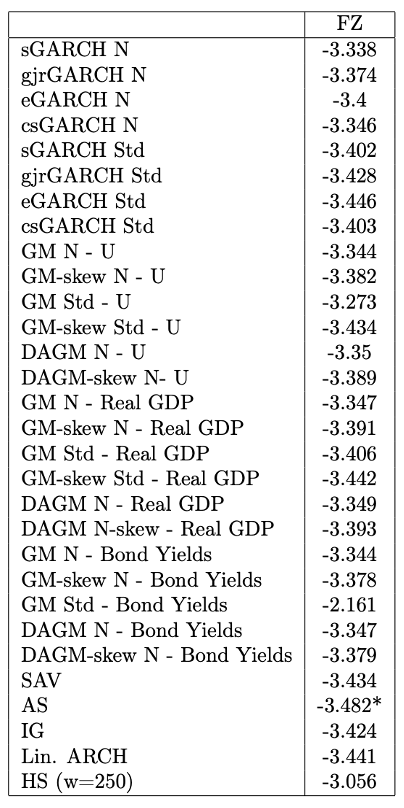 FZ
sGARCH N -3.338
gjrGARCH N -3.374
eGARCH N -3.4
csGARCH N -3.346
sGARCH Std -3.402
gjrGARCH Std -3.428
eGARCH Std -3.446
csGARCH Std -3.403
GM N - U -3.344
GM-skew N - U -3.382
GM Std - U -3.273
GM-skew Std - U -3.434
DAGM N - U -3.35
DAGM-skew N- U -3.389
GM N - Real GDP -3.347
GM-skew N - Real GDP -3.391
GM Std - Real GDP -3.406
GM-skew Std - Real GDP -3.442
DAGM N - Real GDP -3.349
DAGM N-skew - Real GDP -3.393
GM N - Bond Yields -3.344
GM-skew N - Bond Yields -3.378
GM Std - Bond Yields -2.161
DAGM N - Bond Yields -3.347
DAGM-skew N - Bond Yields -3.379
SAV -3.434
AS -3.482*
IG -3.424
Lin. ARCH -3.441
HS (w=250) -3.056